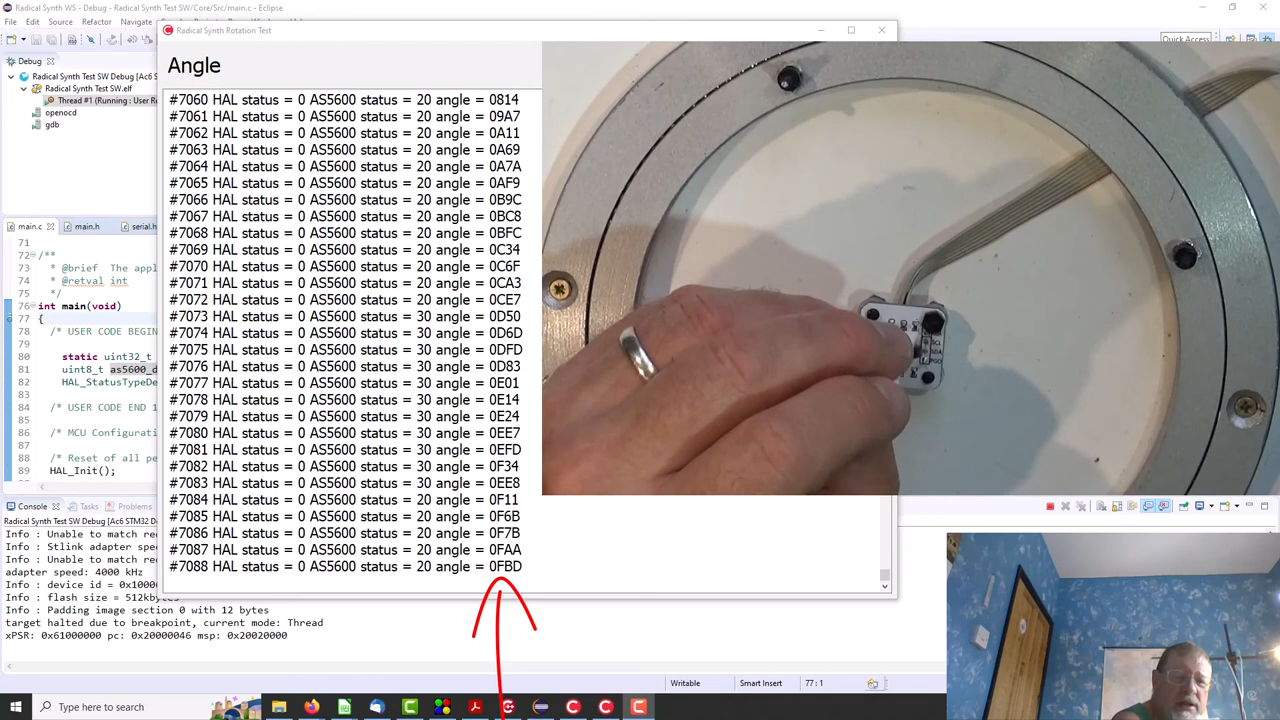 Radical Synth WS - Debug - Radical Synth Test SW/Core/Src/main.c - Eclipse
File Edit Source Refactor
Radical Synth Rotation Test
Quick Access
Debug
Radical Synth SW Debug [Ac6
Radical Synth Test SW.elf
Thread #1 (Running : User Re
openocd
gdb
Angle
#7060 HAL status = 0 AS5600 status = 20 angle = 0814
#7061 HAL status = 0 AS5600 status = 20 angle = 09A7
#7062 HAL status = 0 AS5600 status = 20 angle = 0A11
#7063 HAL status = 0 AS5600 status = 20 angle = 0A69
#7064 HAL status = 0 AS5600 status = 20 angle = 0A7A
#7065 HAL status = 0 AS5600 status = 20 angle = 0AF9
#7066 HAL status = 0 AS5600 status = 20 angle = 0B9C
#7067 HAL status = 0 AS5600 status = 20 angle = 0BC8
#7068 HAL status = 0 AS5600 status = 20 angle = 0BFC
#7069 HAL status = 0 AS5600 status = 20 angle = 0C34
#7070 HAL status = 0 AS5600 status = 20 angle = 0C6F
#7071 HAL status = 0 AS5600 status = 20 angle = 0CA3
#7072 HAL status = 0 AS5600 status = 20 angle = 0CE7
#7073 HAL status = 0 AS5600 status = 30 angle = 0D50
#7074 HAL status = 0 AS5600 status = 30 angle = 0D6D
#7075 HAL status = 0 AS5600 status = 30 angle = 0DFD
#7076 HAL status = 0 AS5600 status = 30 angle = 0D83
#7077 HAL status = 0 AS5600 status = 30 angle = 0E01
#7078 HAL status = 0 AS5600 status = 30 angle = 0E14
#7079 HAL status = 0 AS5600 status = 30 angle = 0E24
#7080 HAL status = 0 AS5600 status = 30 angle = 0EE7
#7081 HAL status = 0 AS5600 status = 30 angle = 0EFD
#7082 HAL status = 0 AS5600 status = 30 angle = 0F34
#7083 HAL status = 0 AS5600 status = 30 angle = 0EE8
#7084 HAL status = 0 AS5600 status = 20 angle = 0F11
#7085 HAL status = 0 AS5600 status = 20 angle = 0F6B
#7086 HAL status = 0 AS5600 status = 20 angle = 0F7B
#7087 HAL status = 0 AS5600 status = 20 angle = 0FAA
#7088 HAL status = 0 AS5600 status = 20 angle = 0FBD
SCL
SDA
PGO
main.c main.h serial.h
71
72 /**
73 * @brief The appl
74 * @retval int
75 */
76 int main(void)
77 {
78 /* USER CODE BEGIN
79
80 static uint32_t
81 uint8_t as5600_d
82 HAL_StatusTypeDe
83
84 /* USER CODE END 1
85
86 /* MCU Configurati
87
88 /* Reset of all pe
89 HAL_Init();
Console Tasks Problems
Radical Synth Test SW Debug [Ac6 STM32 D
Info : Unable to match rec
Info : Stlink adapter spee
Info : Unable to match rec
adapter speed: 4000 kHz
Info : device id = 0x10006
Info : flash size = 512kbytes
Info : Padding image section 0 with 12 bytes
target halted due to breakpoint, current mode: Thread
xPSR: 0x61000000 pc: 0x20000046 msp: 0x20020000
Writable Smart Insert 77 : 1
Type here to search